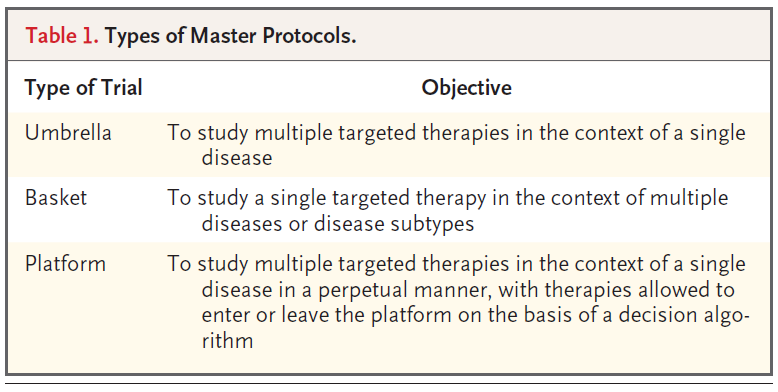 Table 1. Types of Master Protocols.
Type of Trial Objective
Umbrella To study multiple targeted therapies in the context of a single
disease
Basket To study a single targeted therapy in the context of multiple
diseases or disease subtypes
Platform To study multiple targeted therapies in the context of a single
disease in a perpetual manner, with therapies allowed to
enter or leave the platform on the basis of a decision algo-
rithm